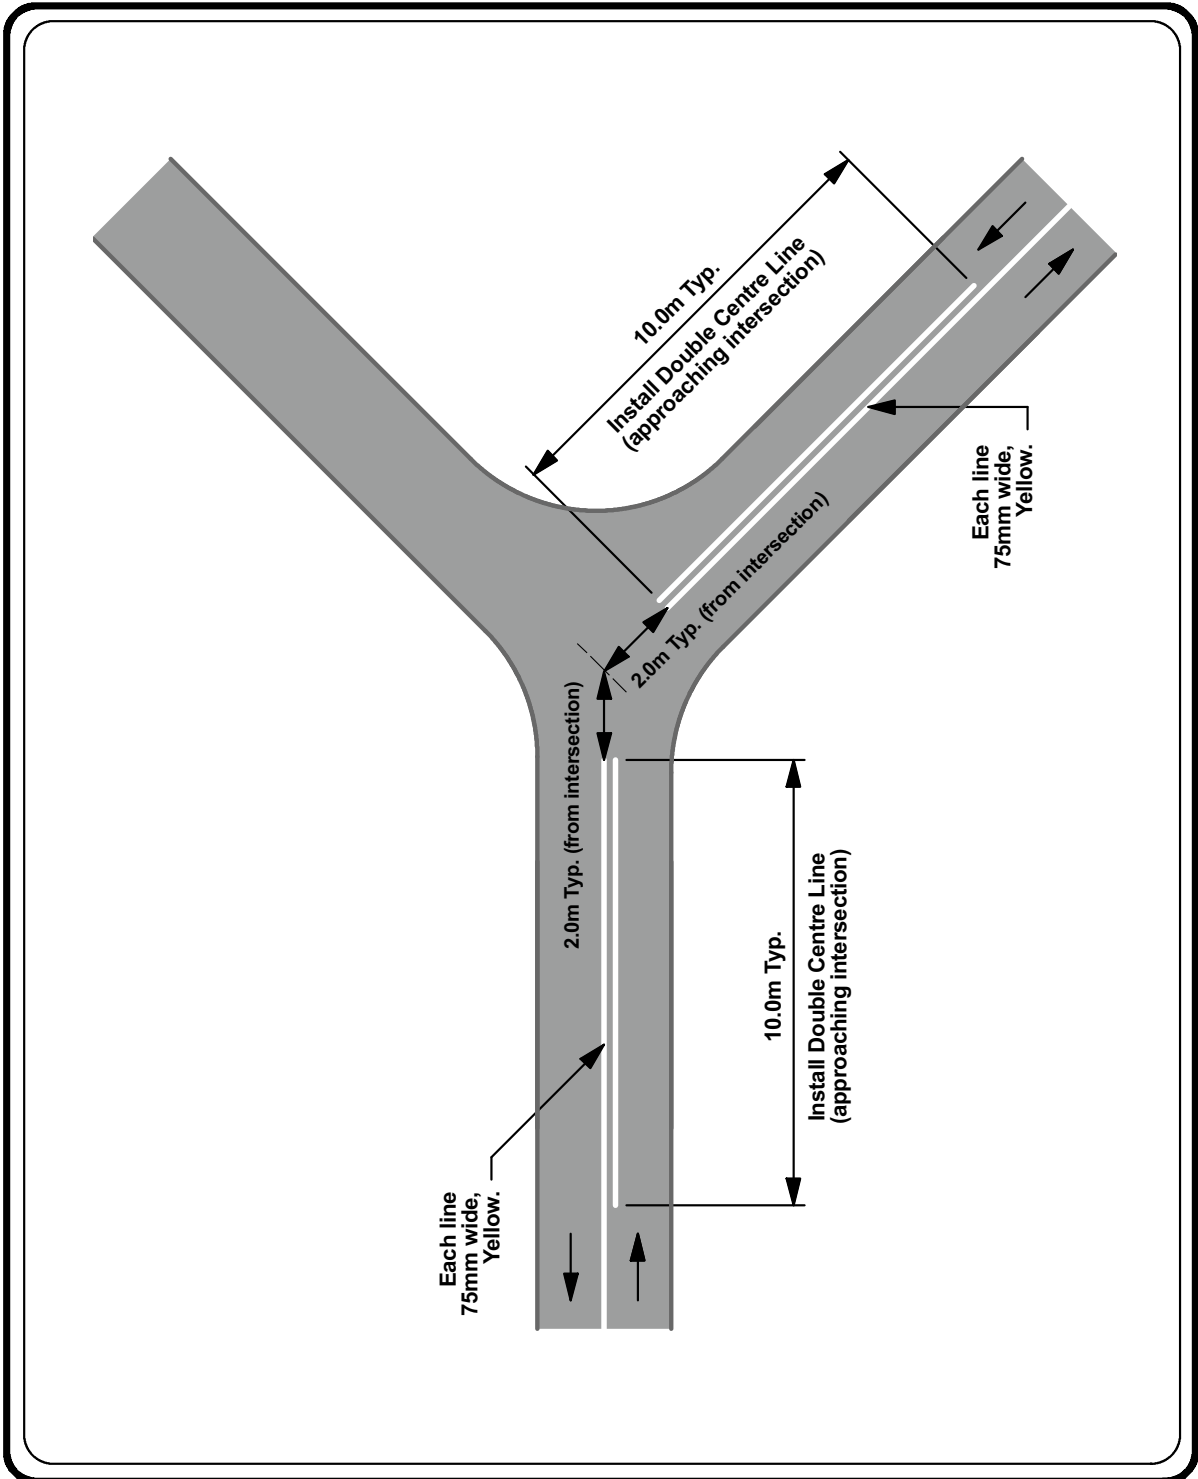 10.0m Typ.
Install Double Centre Line
(approaching intersection)
Each line
75mm wide,
Yellow.
2.0m Typ. (from intersection)
2.0m Typ. (from intersection)
10.0m Typ.
Install Double Centre Line
(approaching intersection)
Each line
75mm wide,
Yellow.